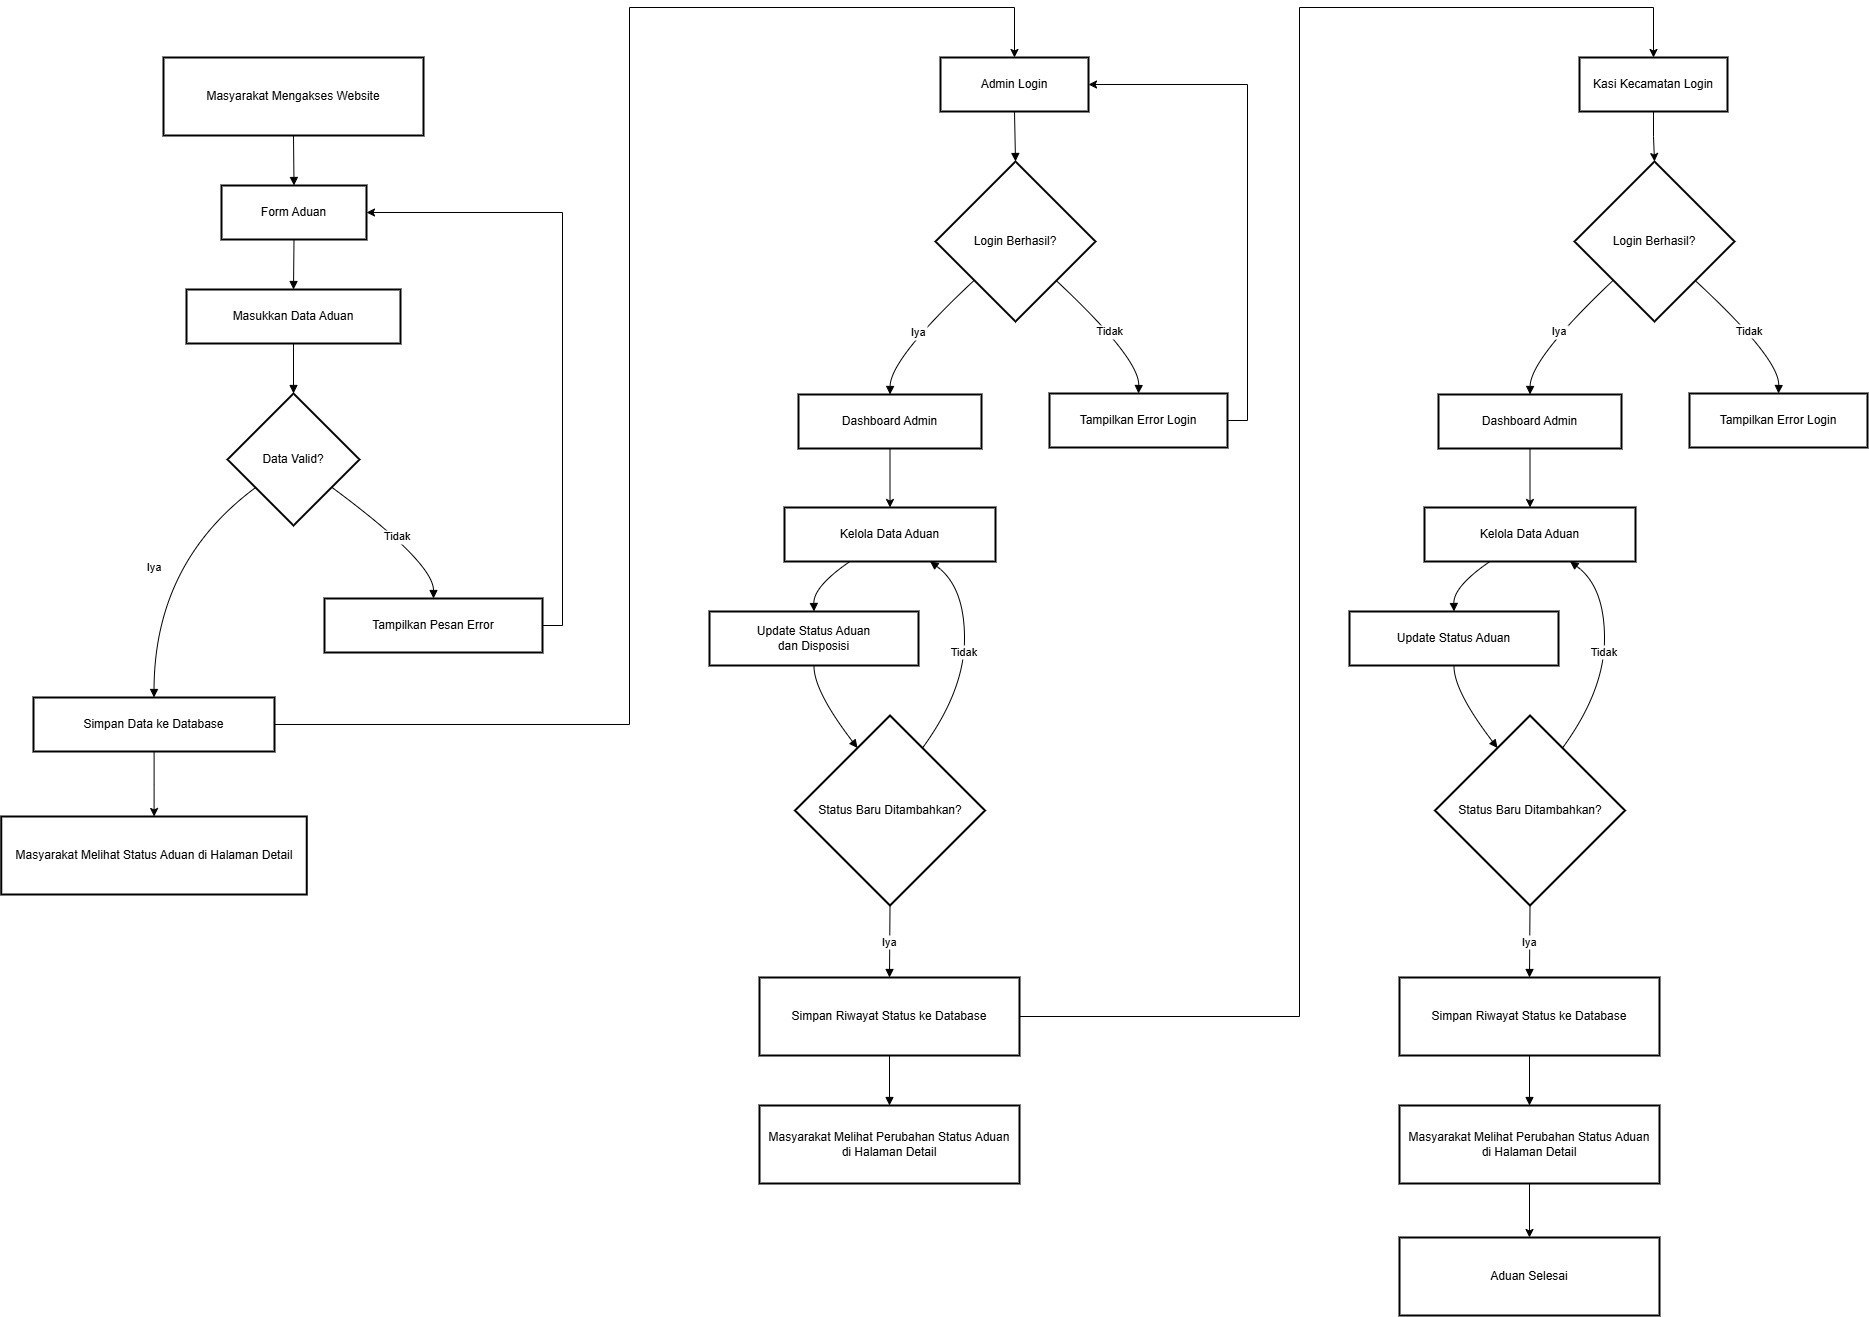 Masyarakat Mengakses Website
Form Aduan
Masukkan Data Aduan
Data Valid?
Iya
Tidak
Tampilkan Pesan Error
Simpan Data ke Database
Masyarakat Melihat Status Aduan di Halaman Detail
Admin Login
Login Berhasil?
Iya
Tidak
Dashboard Admin
Tampilkan Error Login
Kelola Data Aduan
Update Status Aduan
dan Disposisi
Tidak
Status Baru Ditambahkan?
Iya
Simpan Riwayat Status ke Database
Masyarakat Melihat Perubahan Status Aduan
di Halaman Detail
Kasi Kecamatan Login
Login Berhasil?
Iya
Tidak
Dashboard Admin
Tampilkan Error Login
Kelola Data Aduan
Update Status Aduan
Tidak
Status Baru Ditambahkan?
Iya
Simpan Riwayat Status ke Database
Masyarakat Melihat Perubahan Status Aduan
di Halaman Detail
Aduan Selesai